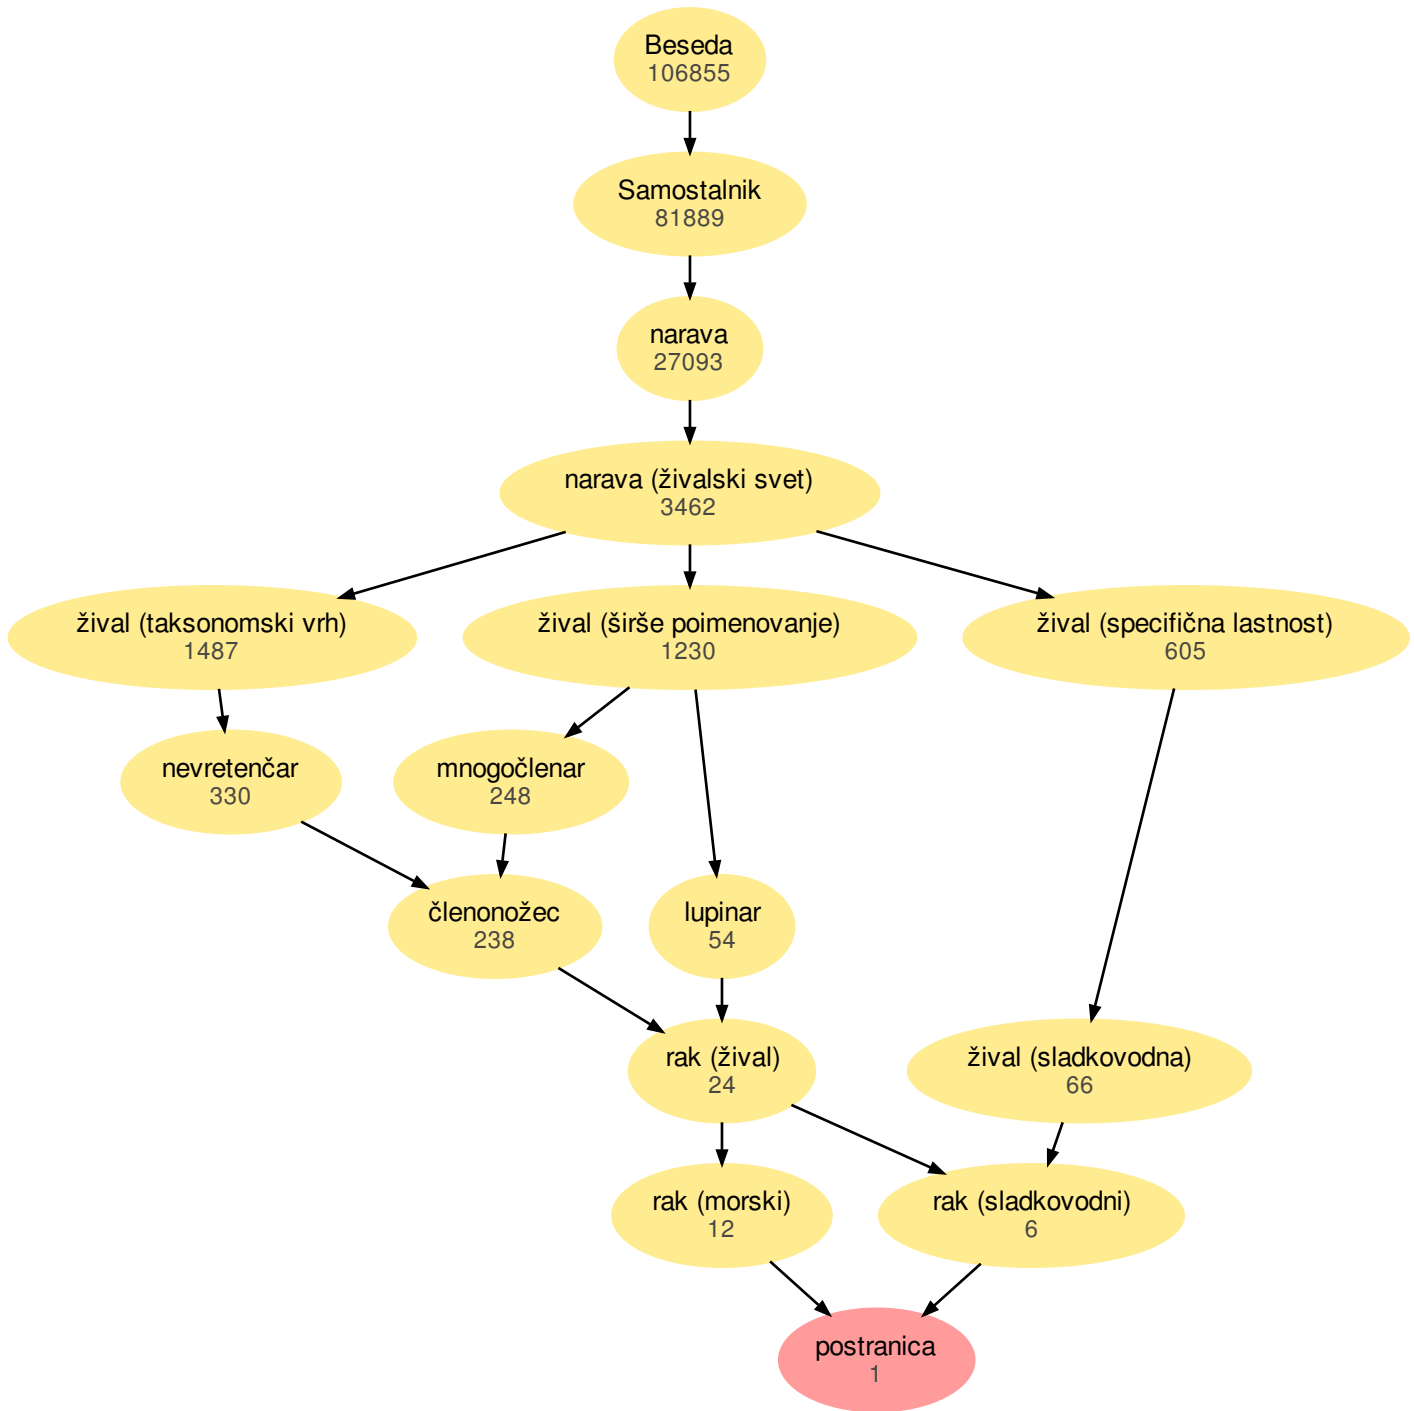 Beseda
106855
Samostalnik
81889
narava
27093
narava (živalski svet)
3462
žival (taksonomski vrh)
1487
žival (širše poimenovanje)
1230
žival (specifična lastnost)
605
nevretenčar
330
mnogočlenar
248
členonožec
238
lupinar
54
rak (žival)
24
žival (sladkovodna)
66
rak (morski)
12
rak (sladkovodni)
6
postranica
1